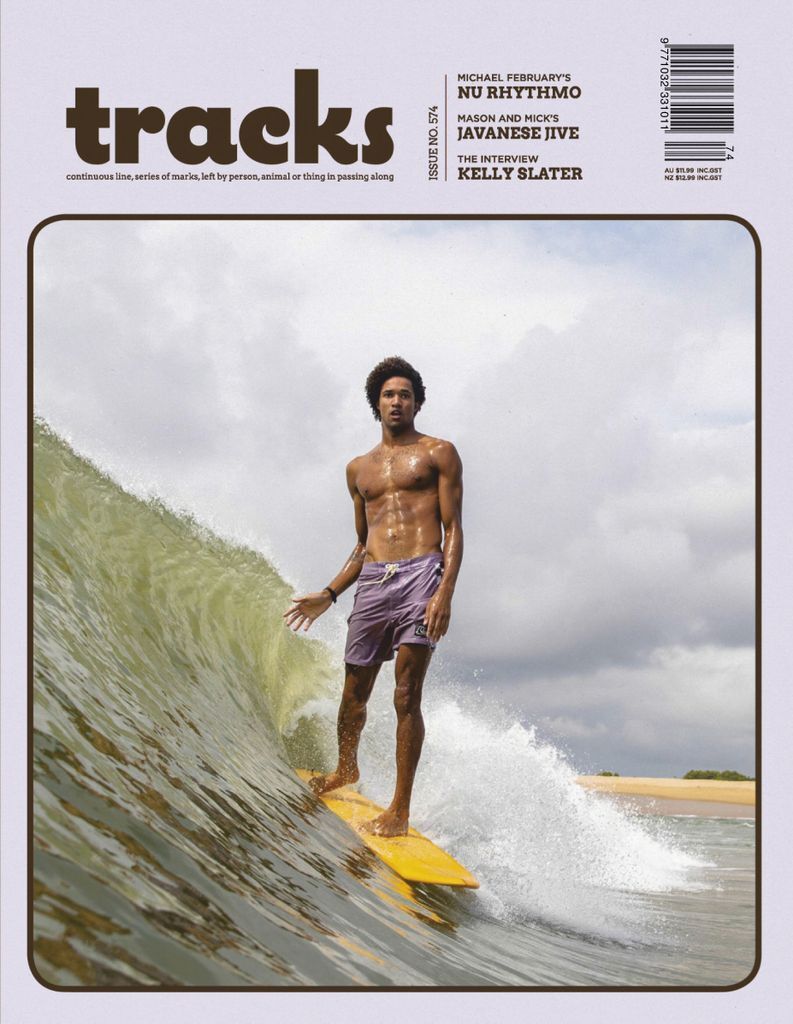 tracks
continuous line, series of marks, left by person, animal or thing in passing along
ISSUE NO. 574
MICHAEL FEBRUARY'S
NU RHYTHMO
MASON AND MICK'S
JAVANESE JIVE
THE INTERVIEW
KELLY SLATER
9 771032 331011
74
AU $11.99 INC.GST
NZ $12.99 INC.GST